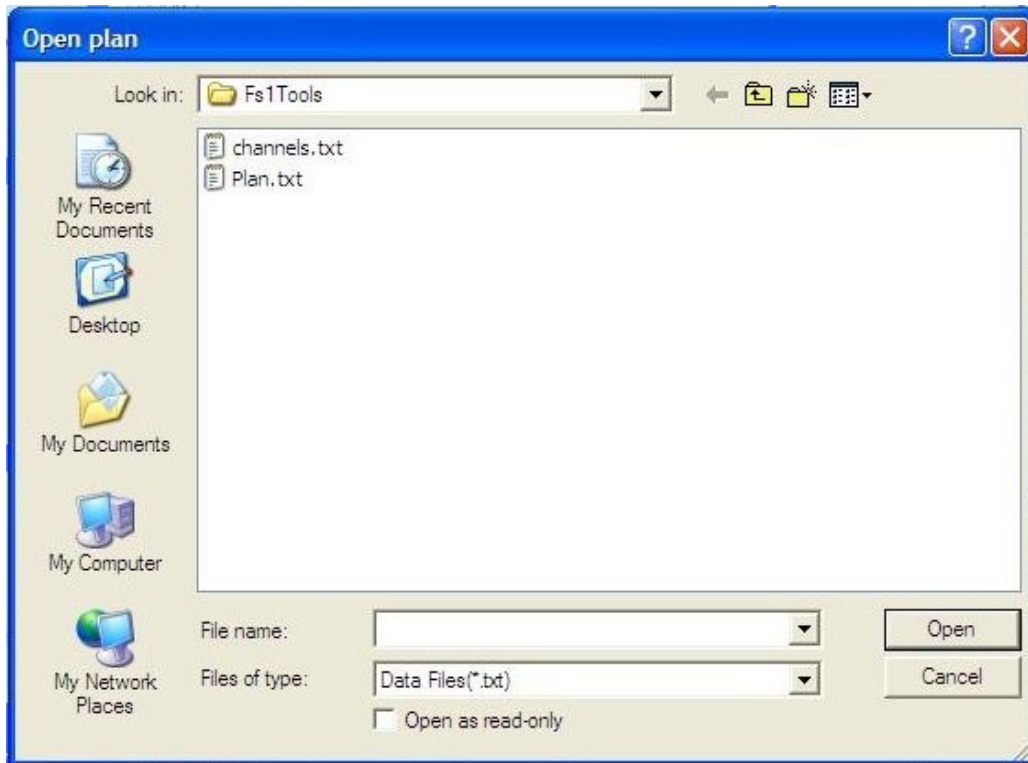 Open plan
Look in:
Fs1Tools
channels.txt
Plan.txt
My Recent
Documents
Desktop
My Documents
My Computer
My Network
Places
File name:
Open
Files of type:
Data Files(*.txt)
Cancel
Open as read-only